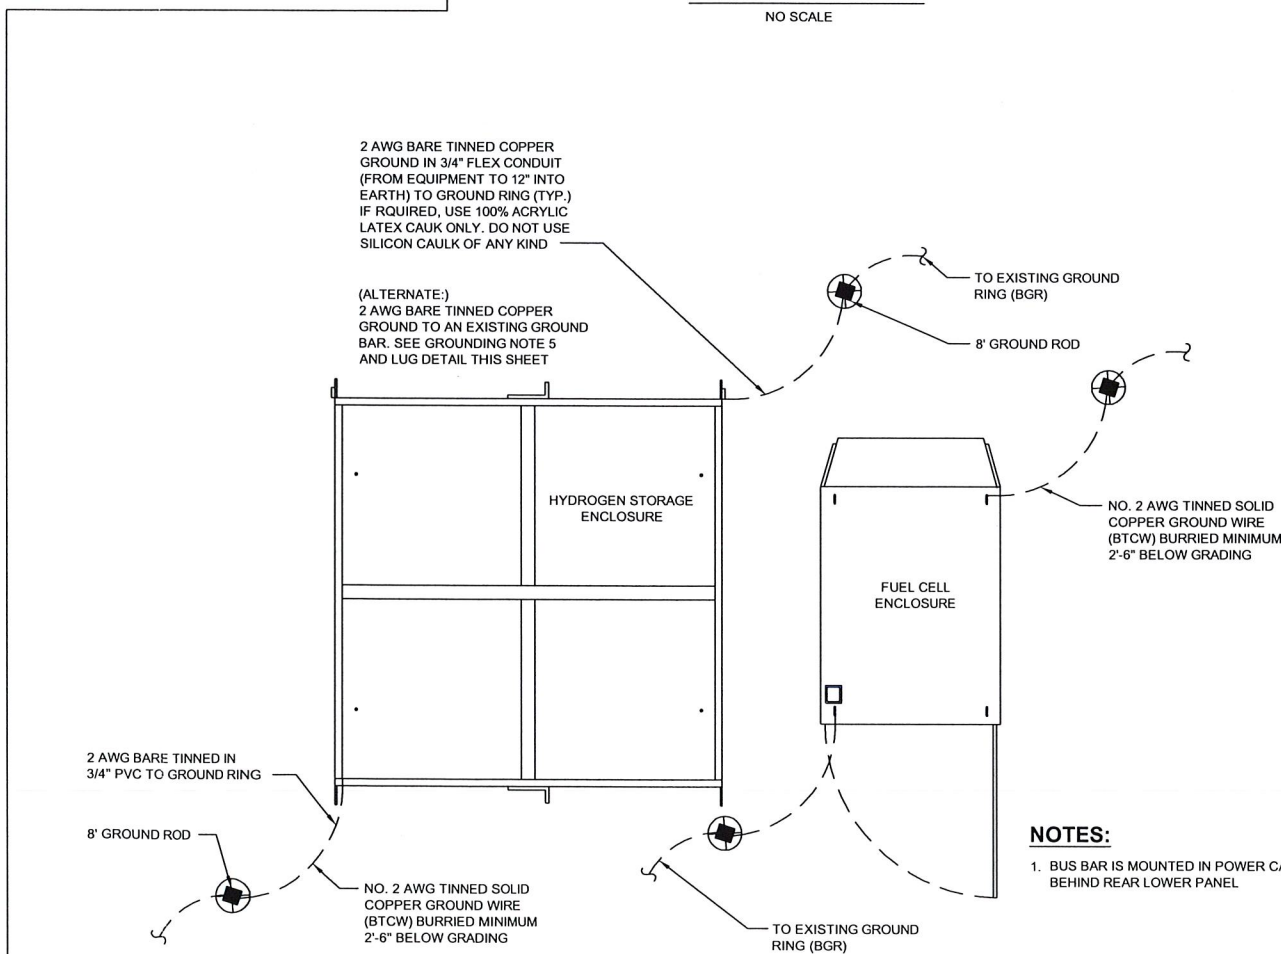 NO SCALE
2 AWG BARE TINNED COPPER
GROUND IN 3/4" FLEX CONDUIT
(FROM EQUIPMENT TO 12" INTO
EARTH) TO GROUND RING (TYP.)
IF RQUIRED, USE 100% ACRYLIC
LATEX CAUK ONLY. DO NOT USE
SILICON CAULK OF ANY KIND
(ALTERNATE:)
2 AWG BARE TINNED COPPER
GROUND TO AN EXISTING GROUND
BAR. SEE GROUNDING NOTE 5
AND LUG DETAIL THIS SHEET
TO EXISTING GROUND
RING (BGR)
8' GROUND ROD
HYDROGEN STORAGE
ENCLOSURE
NO. 2 AWG TINNED SOLID
COPPER GROUND WIRE
(BTCW) BURRIED MINIMUM
2'-6" BELOW GRADING
FUEL CELL
ENCLOSURE
2 AWG BARE TINNED IN
3/4" PVC TO GROUND RING
8' GROUND ROD
NO. 2 AWG TINNED SOLID
COPPER GROUND WIRE
(BTCW) BURRIED MINIMUM
2'-6" BELOW GRADING
TO EXISTING GROUND
RING (BGR)
NOTES:
1. BUS BAR IS MOUNTED IN POWER
BEHIND REAR LOWER PANEL